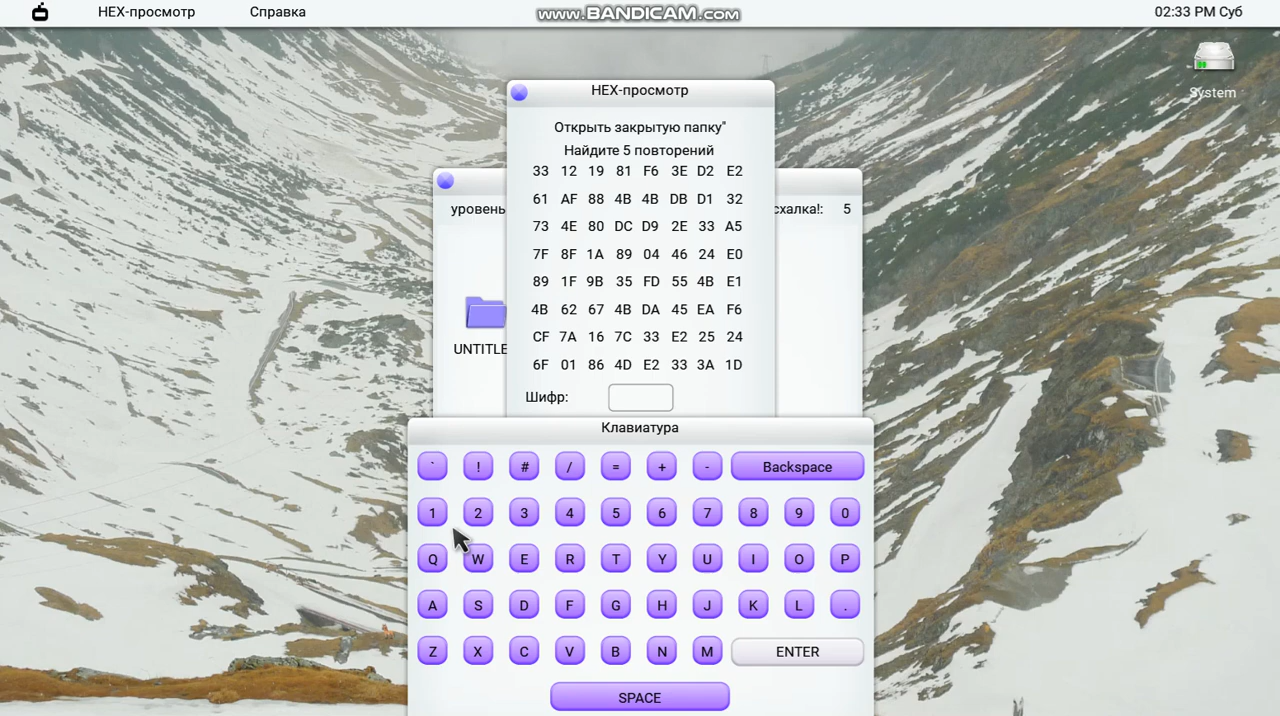 HEX-просмотр Справка www.BANDICAM.com 02:33 PM Суб
System
HEX-просмотр
Открыть закрытую папку"
Найдите 5 повторений
33 12 19 81 F6 3E D2 E2
61 AF 88 4B 4B DB D1 32
73 4E 80 DC D9 2E 33 A5
7F 8F 1A 89 04 46 24 E0
89 1F 9B 35 FD 55 4B E1
4B 62 67 4B DA 45 EA F6
CF 7A 16 7C 33 E2 25 24
6F 01 86 4D E2 33 3A 1D
Шифр:
уровень
схалка!: 5
UNTITLE
Клавиатура
` ! # / = + - Backspace
1 2 3 4 5 6 7 8 9 0
Q W E R T Y U I O P
A S D F G H J K L .
Z X C V B N M ENTER
SPACE